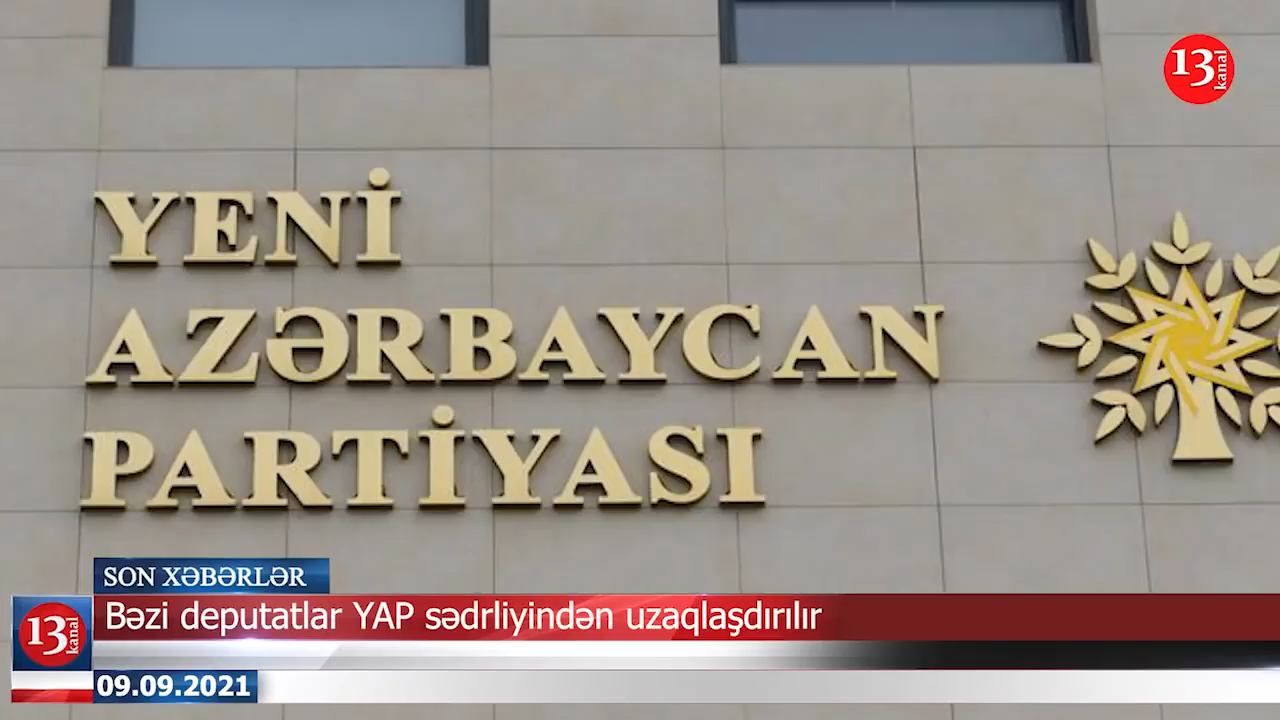 13 kanal
YENİ
AZƏRBAYCAN
PARTİYASI
SON XƏBƏRLƏR
Bəzi deputatlar YAP sədrliyindən uzaqlaşdırılır
13 kanal
09.09.2021